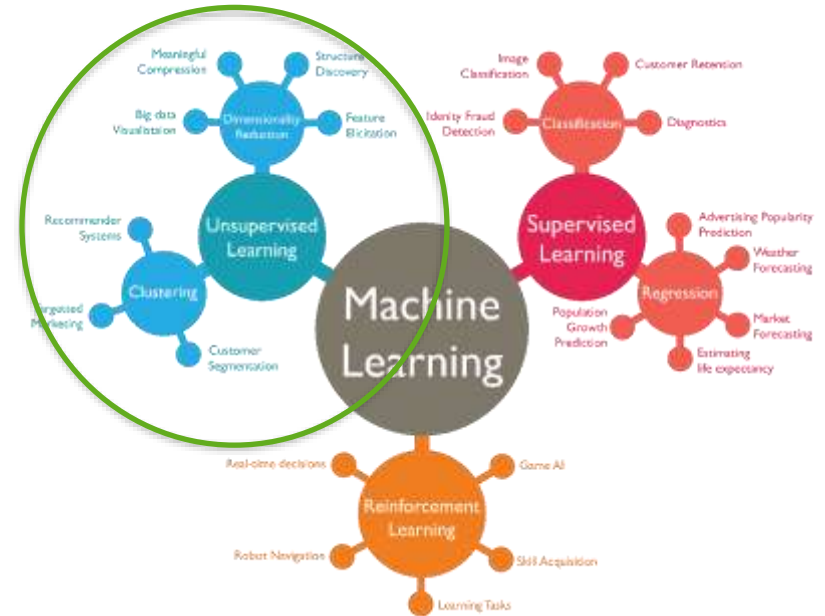 Meaningful
Compression
Structure
Discovery
Big data
Visualistaion
Dimensionality
Reduction
Feature
Elicitation
Unsupervised
Learning
Recommender
Systems
Clustering
Targetted
Marketing
Customer
Segmentation
Machine
Learning
Image
Classification
Customer Retention
Idenity Fraud
Detection
Classification
Diagnostics
Supervised
Learning
Advertising Popularity
Prediction
Weather
Forecasting
Regression
Population
Growth
Prediction
Market
Forecasting
Estimating
life expectancy
Real-time decisions
Game AI
Reinforcement
Learning
Robot Navigation
Skill Acquisition
Learning Tasks